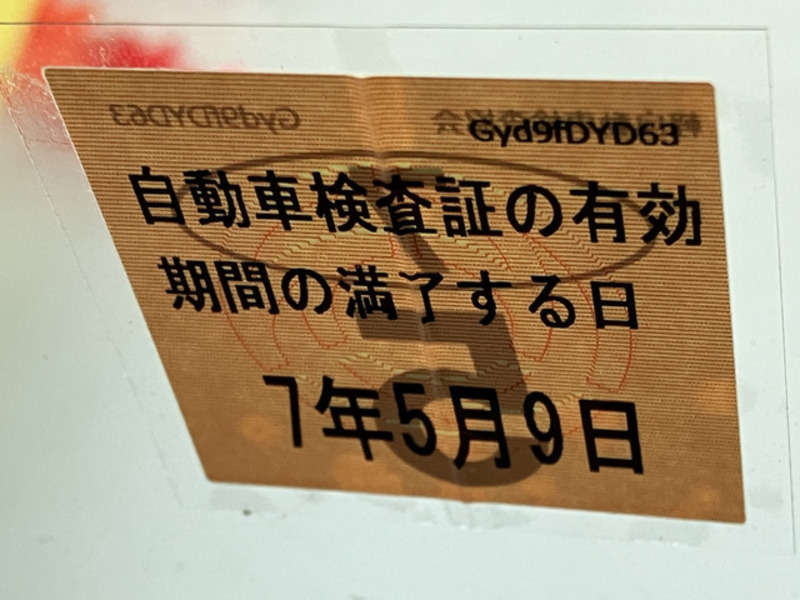 Gyd9fDYD63
自動車検査証の有効
期間の満了する日
7年5月9日